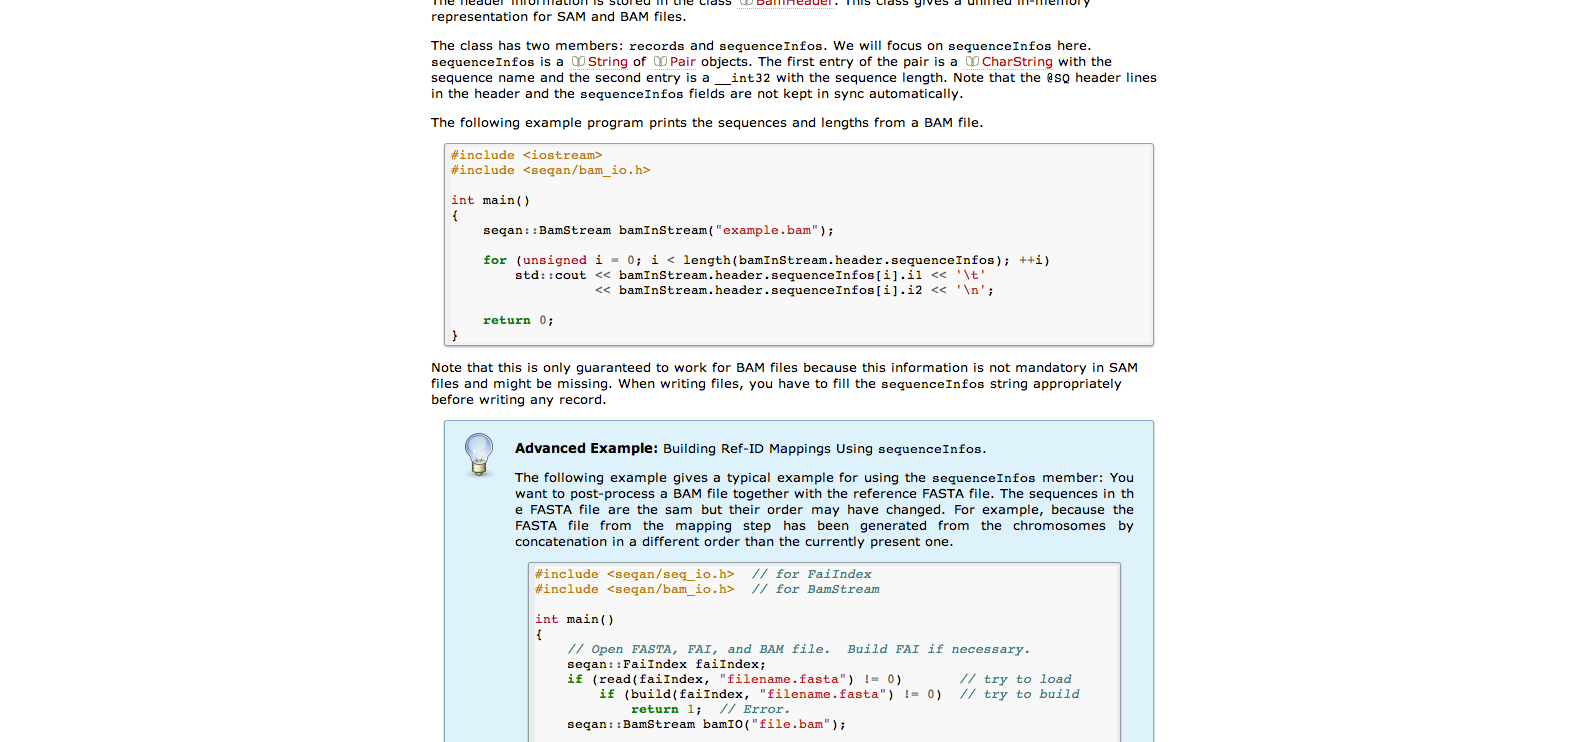 The header information is stored in the class BamHeader. This class gives a unified in-memory
representation for SAM and BAM files.
The class has two members: records and sequenceInfos. We will focus on sequenceInfos here.
sequenceInfos is a String of Pair objects. The first entry of the pair is a CharString with the
sequence name and the second entry is a __int32 with the sequence length. Note that the @SQ header lines
in the header and the sequenceInfos fields are not kept in sync automatically.
The following example program prints the sequences and lengths from a BAM file.
#include <iostream>
#include <seqan/bam_io.h>
int main()
{
    seqan::BamStream bamInStream("example.bam");
    for (unsigned i = 0; i < length(bamInStream.header.sequenceInfos); ++i)
        std::cout << bamInStream.header.sequenceInfos[i].i1 << '\t'
                  << bamInStream.header.sequenceInfos[i].i2 << '\n';
    return 0;
}
Note that this is only guaranteed to work for BAM files because this information is not mandatory in SAM
files and might be missing. When writing files, you have to fill the sequenceInfos string appropriately
before writing any record.
Advanced Example: Building Ref-ID Mappings Using sequenceInfos.
The following example gives a typical example for using the sequenceInfos member: You
want to post-process a BAM file together with the reference FASTA file. The sequences in th
e FASTA file are the sam but their order may have changed. For example, because the
FASTA file from the mapping step has been generated from the chromosomes by
concatenation in a different order than the currently present one.
#include <seqan/seq_io.h>  // for FaiIndex
#include <seqan/bam_io.h>  // for BamStream
int main()
{
    // Open FASTA, FAI, and BAM file.  Build FAI if necessary.
    seqan::FaiIndex faiIndex;
    if (read(faiIndex, "filename.fasta") != 0)       // try to load
        if (build(faiIndex, "filename.fasta") != 0)  // try to build
            return 1;  // Error.
    seqan::BamStream bamIO("file.bam");